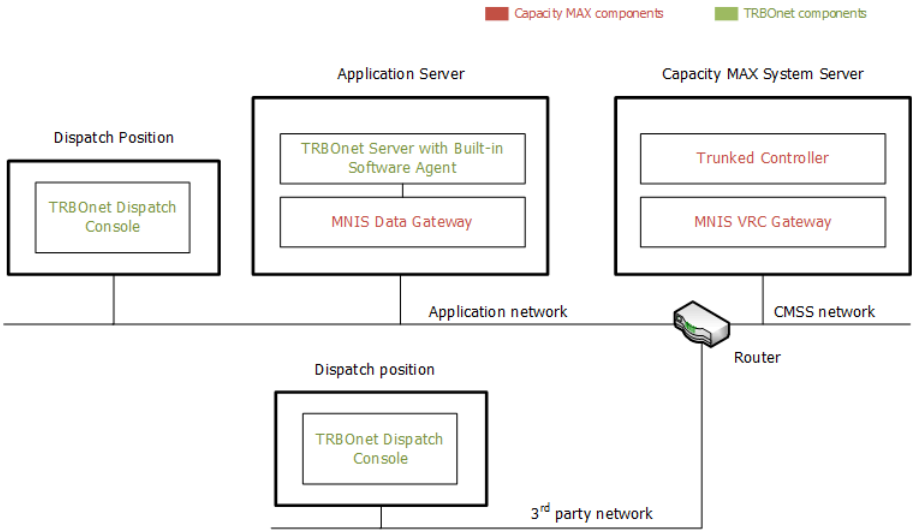 Capacity MAX components
TRBOnet components
Application Server
Capacity MAX System Server
Dispatch Position
TRBOnet Server with Built-in
Software Agent
Trunked Controller
TRBOnet Dispatch
Console
MNIS Data Gateway
MNIS VRC Gateway
Application network
CMSS network
Router
Dispatch position
TRBOnet Dispatch
Console
3rd party network